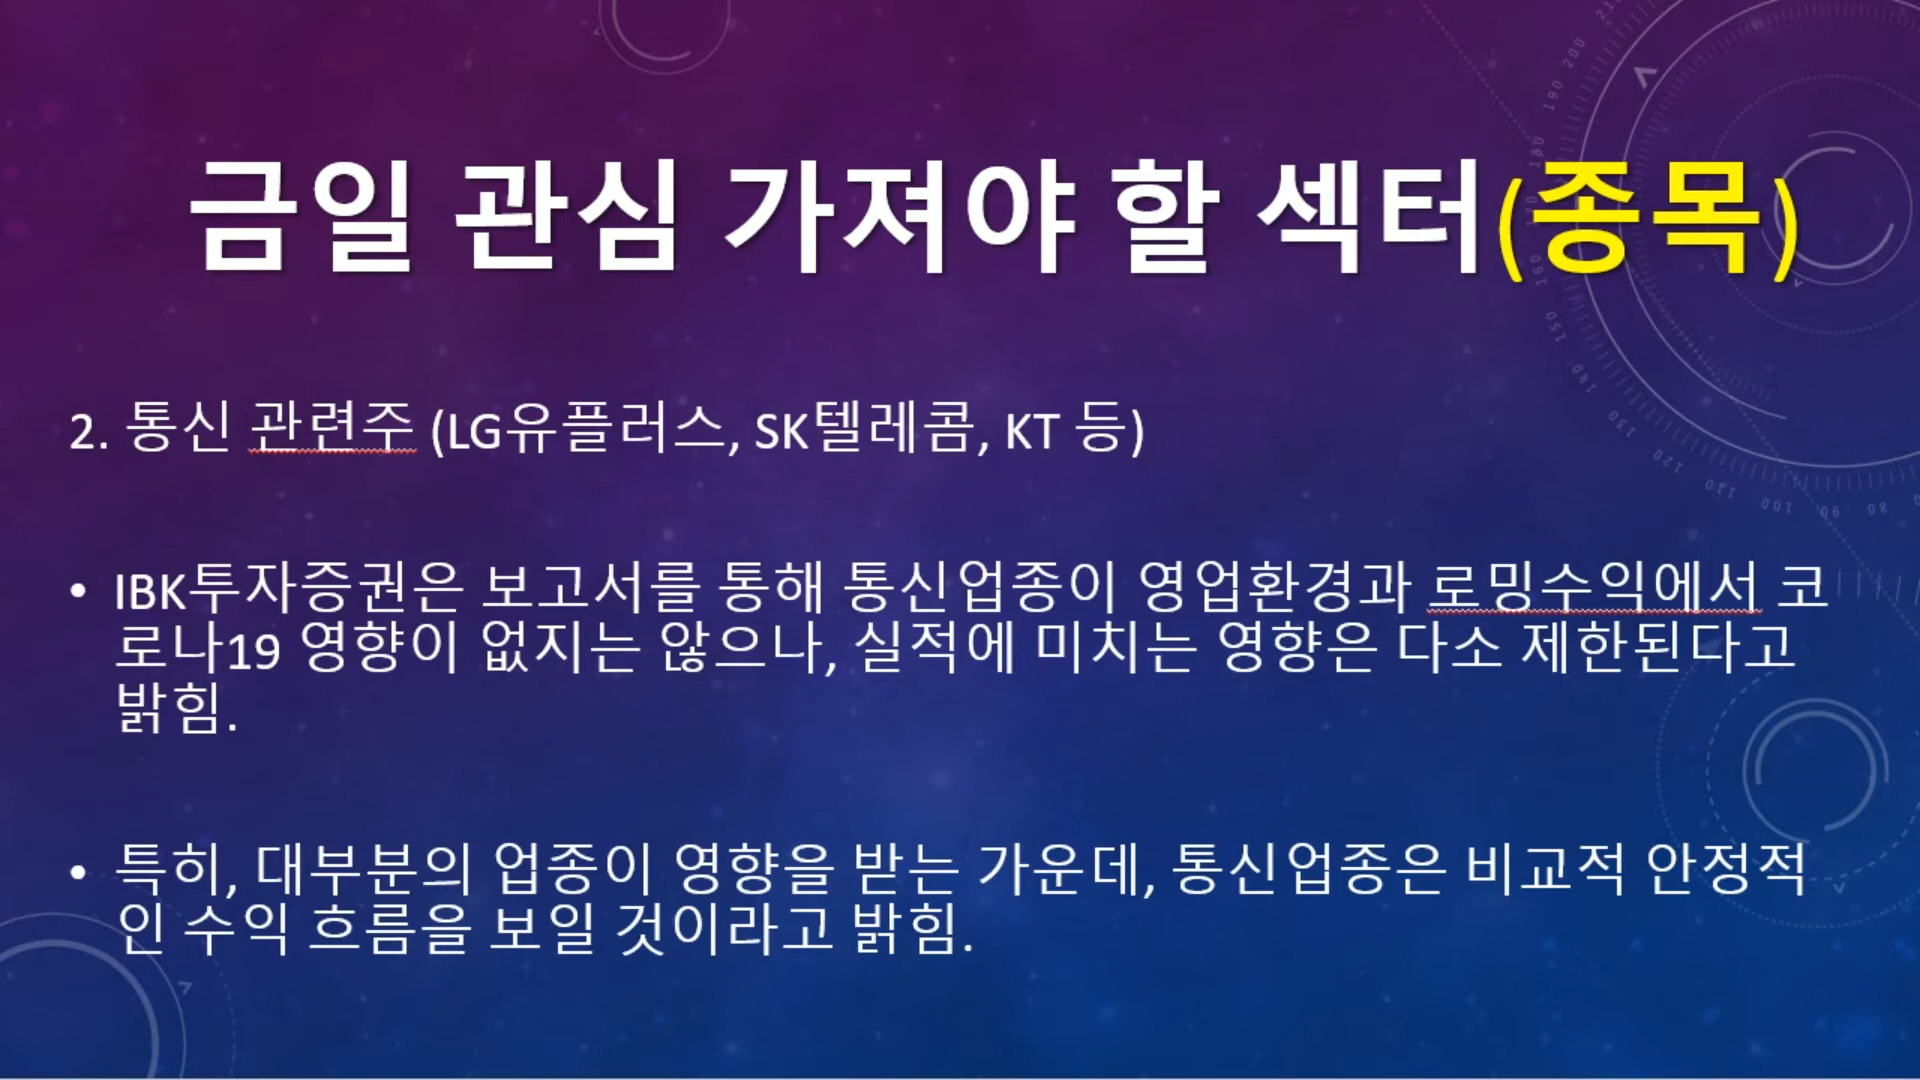 금일 관심 가져야 할 섹터(종목)
2. 통신 관련주 (LG유플러스, SK텔레콤, KT 등)
• IBK투자증권은 보고서를 통해 통신업종이 영업환경과 로밍수익에서 코
로나19 영향이 없지는 않으나, 실적에 미치는 영향은 다소 제한된다고
밝힘.
• 특히, 대부분의 업종이 영향을 받는 가운데, 통신업종은 비교적 안정적
인 수익 흐름을 보일 것이라고 밝힘.